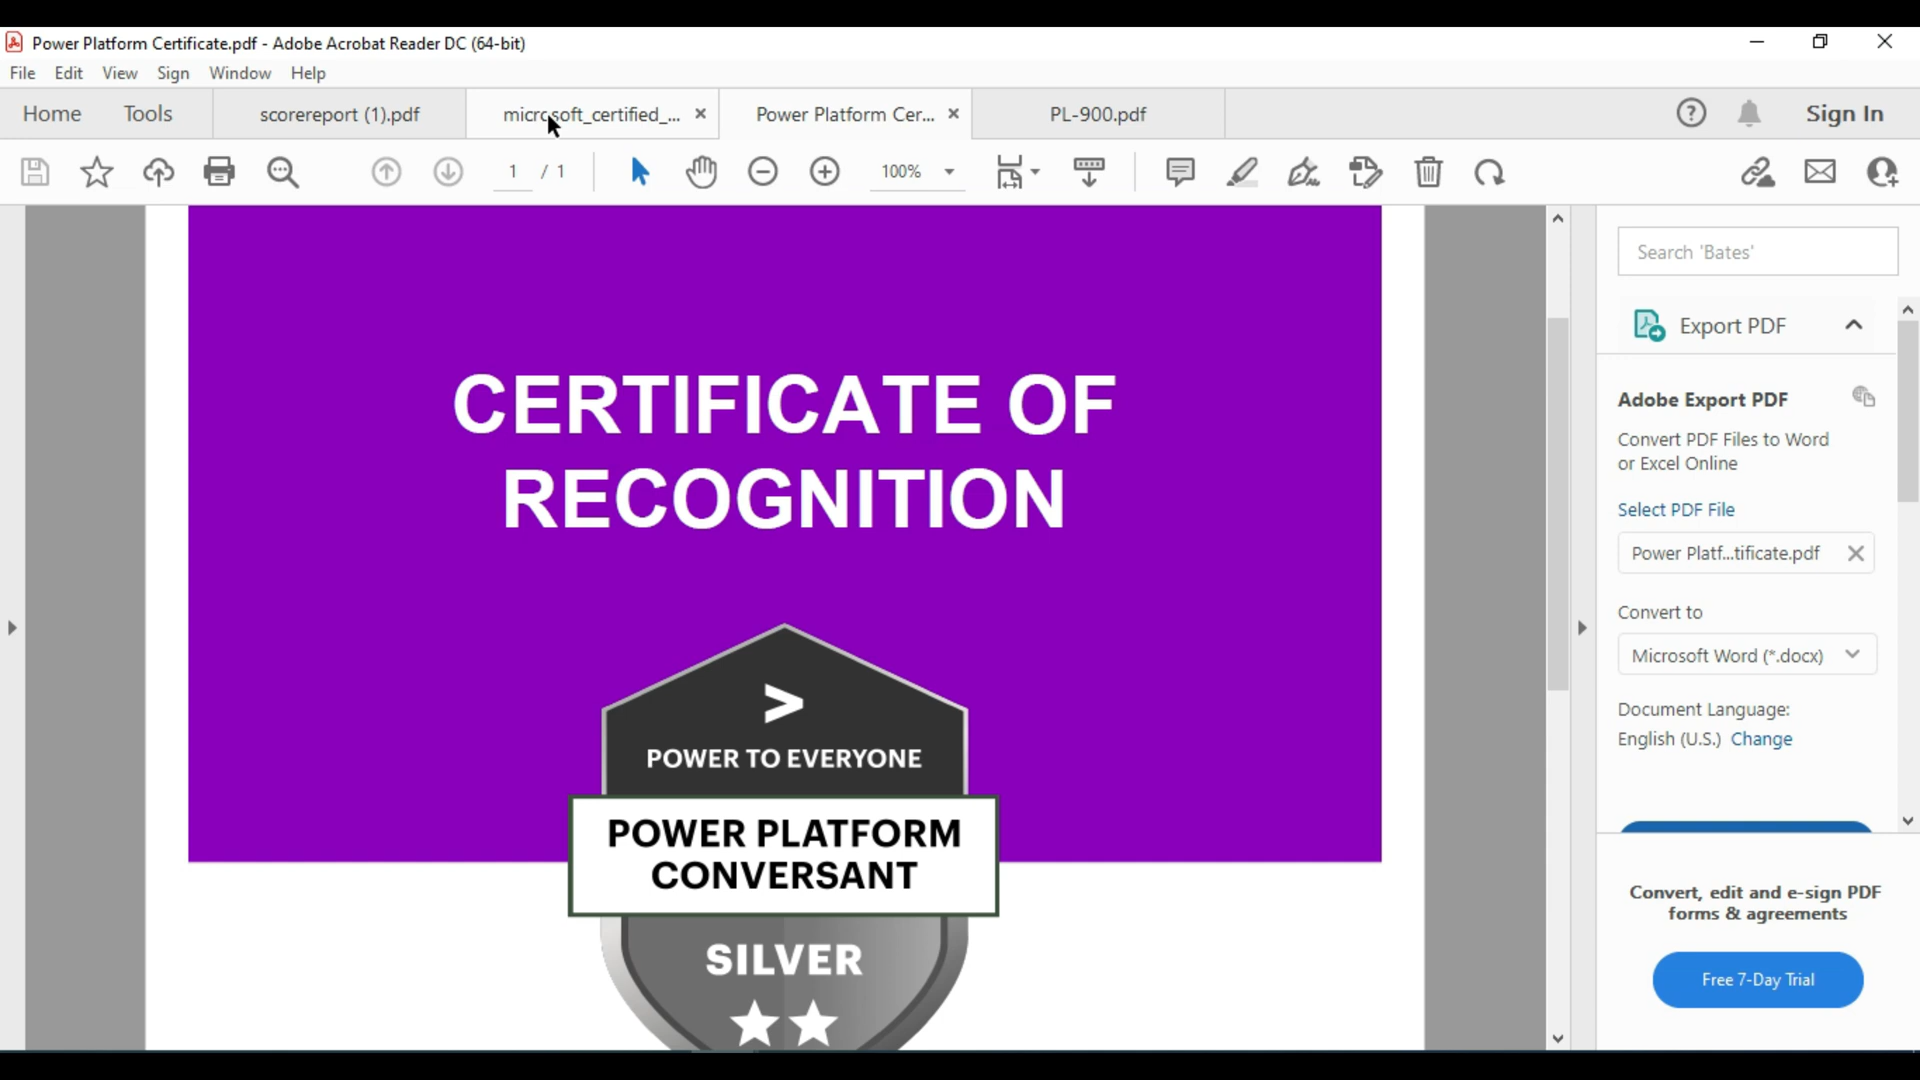 Power Platform Certificate.pdf - Adobe Acrobat Reader DC (64-bit)
File Edit View Sign Window Help
Home Tools scorereport (1).pdf microsoft_certified_... Power Platform Cer... PL-900.pdf Sign In
1 / 1 100%
CERTIFICATE OF
RECOGNITION
>
POWER TO EVERYONE
POWER PLATFORM
CONVERSANT
SILVER
Search 'Bates'
Export PDF
Adobe Export PDF
Convert PDF Files to Word
or Excel Online
Select PDF File
Power Platf...tificate.pdf
Convert to
Microsoft Word (*.docx)
Document Language:
English (U.S.) Change
Convert, edit and e-sign PDF
forms & agreements
Free 7-Day Trial